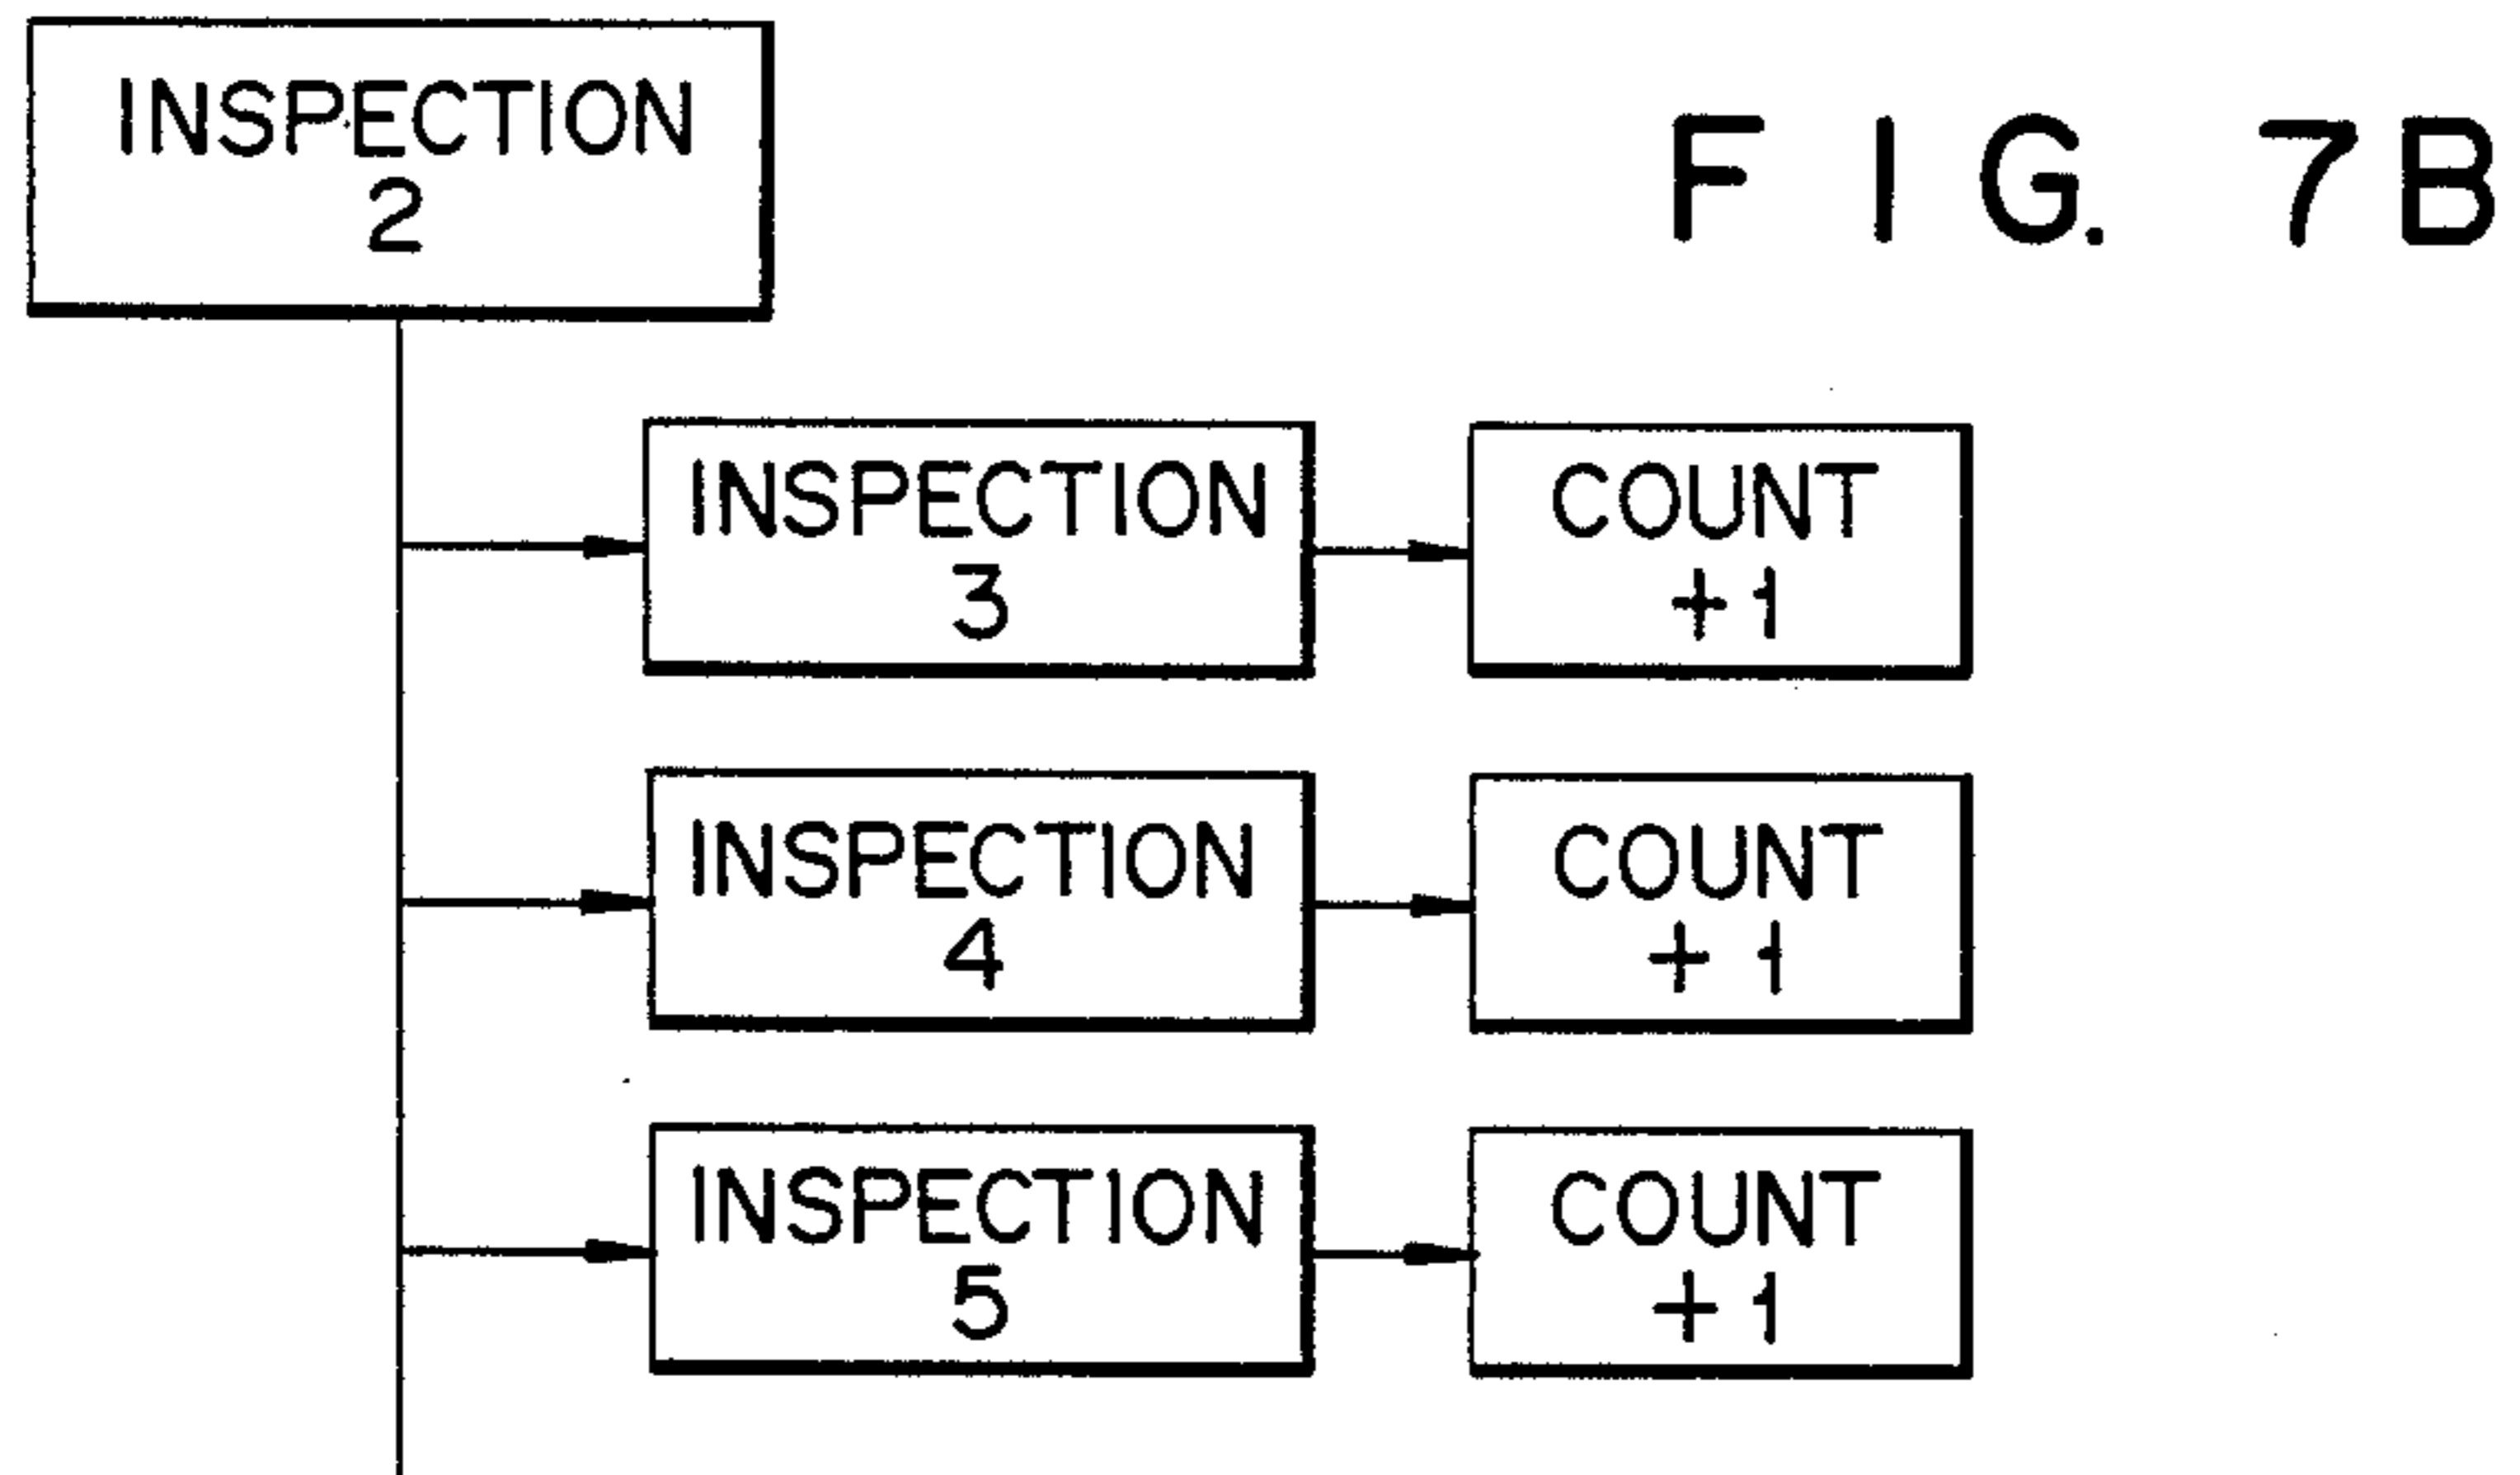 INSPECTION
2
FIG. 7B
INSPECTION
3
COUNT
+1
INSPECTION
4
COUNT
+ 1
INSPECTION
5
COUNT
+1